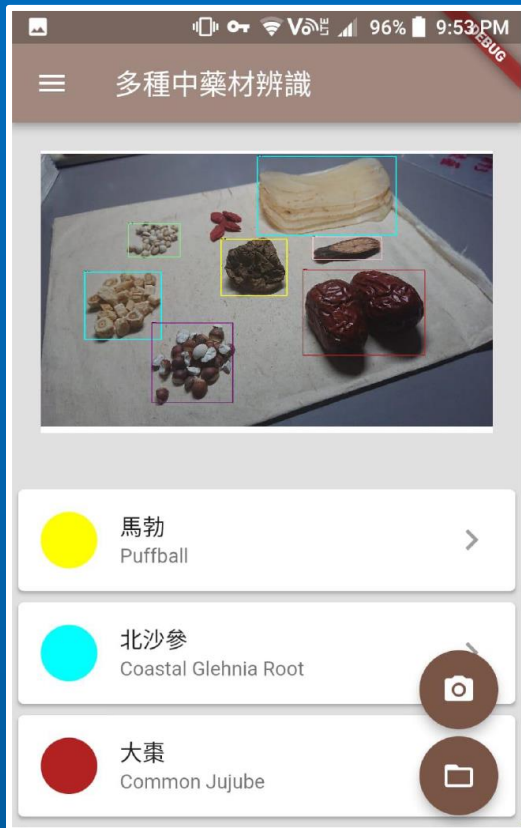 96% 9:53 PM
DEBUG
多種中藥材辨識
馬勃
Puffball
北沙參
Coastal Glehnia Root
大棗
Common Jujube